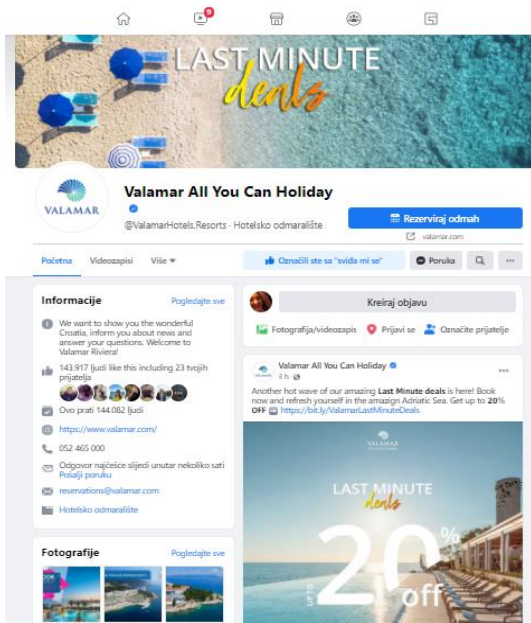 9
LAST MINUTE
deals
VALAMAR
Valamar All You Can Holiday
@ValamarHotels.Resorts · Hotelsko odmaralište
Rezerviraj odmah
valamar.com
Početna Videozapisi Više
Označili ste sa "sviđa mi se"
Poruka
Informacije Pogledajte sve
We want to show you the wonderful
Croatia, inform you about news and
answer your questions. Welcome to
Valamar Riviera!
143.917 ljudi like this including 23 tvojih
prijatelja
Ovo prati 144.082 ljudi
https://www.valamar.com/
052 465 000
Odgovor najčešće slijedi unutar nekoliko sati
Pošalji poruku
reservations@valamar.com
Hotelsko odmaralište
Fotografije Pogledajte sve
Kreiraj objavu
Fotografija/videozapis Prijavi se Označite prijatelje
Valamar All You Can Holiday
3 h
Another hot wave of our amazing Last Minute deals is here! Book
now and refresh yourself in the amazign Adriatic Sea. Get up to 20%
OFF https://bit.ly/ValamarLastMinuteDeals
VALAMAR
LAST MINUTE
deals
UP TO 20% off